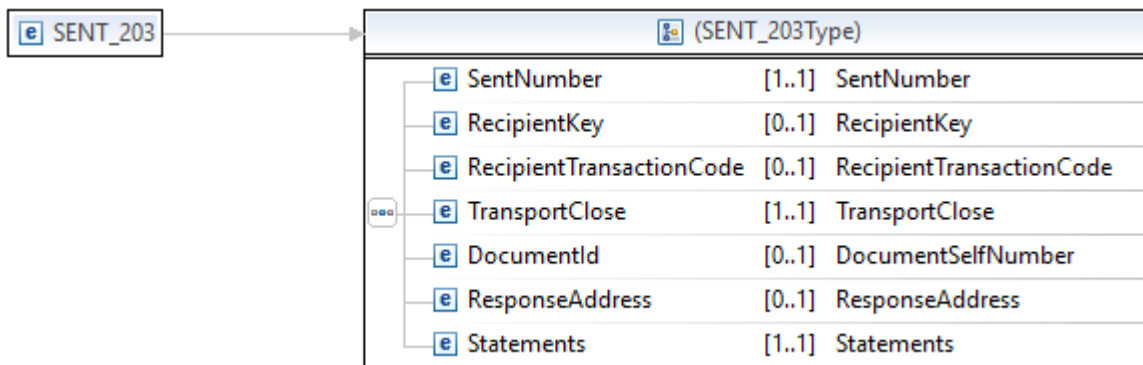 e SENT_203
(SENT_203Type)
e SentNumber [1..1] SentNumber
e RecipientKey [0..1] RecipientKey
e RecipientTransactionCode [0..1] RecipientTransactionCode
e TransportClose [1..1] TransportClose
e DocumentId [0..1] DocumentSelfNumber
e ResponseAddress [0..1] ResponseAddress
e Statements [1..1] Statements